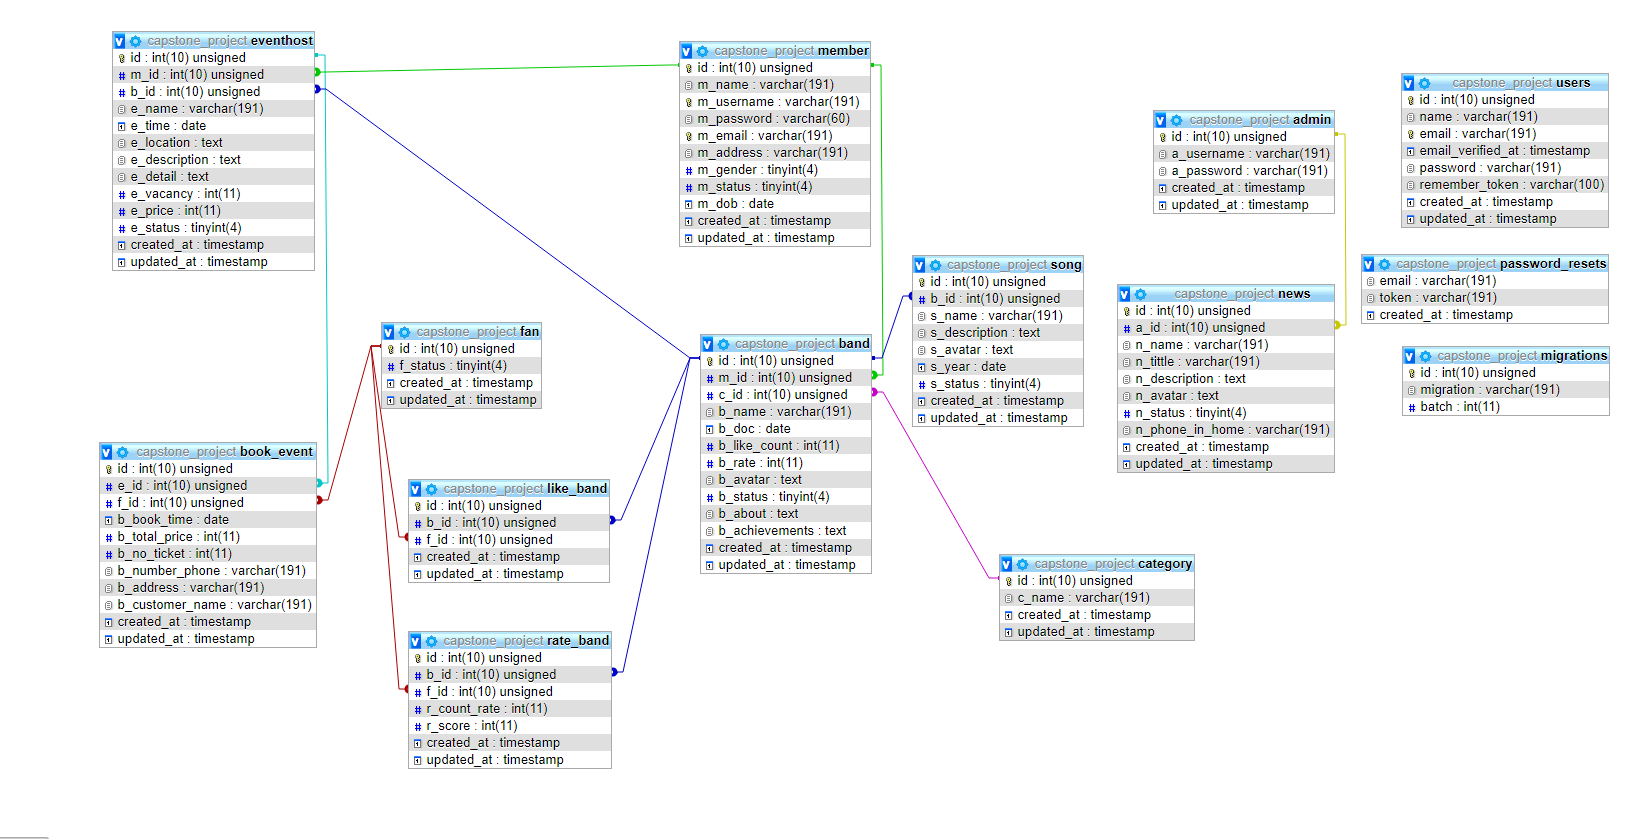 capstone_project eventhost
id : int(10) unsigned
m_id : int(10) unsigned
b_id : int(10) unsigned
e_name : varchar(191)
e_time : date
e_location : text
e_description : text
e_detail : text
e_vacancy : int(11)
e_price : int(11)
e_status : tinyint(4)
created_at : timestamp
updated_at : timestamp
capstone_project member
id : int(10) unsigned
m_name : varchar(191)
m_username : varchar(191)
m_password : varchar(60)
m_email : varchar(191)
m_address : varchar(191)
m_gender : tinyint(4)
m_status : tinyint(4)
m_dob : date
created_at : timestamp
updated_at : timestamp
capstone_project admin
id : int(10) unsigned
a_username : varchar(191)
a_password : varchar(191)
created_at : timestamp
updated_at : timestamp
capstone_project users
id : int(10) unsigned
name : varchar(191)
email : varchar(191)
email_verified_at : timestamp
password : varchar(191)
remember_token : varchar(100)
created_at : timestamp
updated_at : timestamp
capstone_project song
id : int(10) unsigned
b_id : int(10) unsigned
s_name : varchar(191)
s_description : text
s_avatar : text
s_year : date
s_status : tinyint(4)
created_at : timestamp
updated_at : timestamp
capstone_project news
id : int(10) unsigned
a_id : int(10) unsigned
n_name : varchar(191)
n_tittle : varchar(191)
n_description : text
n_avatar : text
n_status : tinyint(4)
n_phone_in_home : varchar(191)
created_at : timestamp
updated_at : timestamp
capstone_project password_resets
email : varchar(191)
token : varchar(191)
created_at : timestamp
capstone_project migrations
id : int(10) unsigned
migration : varchar(191)
batch : int(11)
capstone_project fan
id : int(10) unsigned
f_status : tinyint(4)
created_at : timestamp
updated_at : timestamp
capstone_project band
id : int(10) unsigned
m_id : int(10) unsigned
c_id : int(10) unsigned
b_name : varchar(191)
b_doc : date
b_like_count : int(11)
b_rate : int(11)
b_avatar : text
b_status : tinyint(4)
b_about : text
b_achievements : text
created_at : timestamp
updated_at : timestamp
capstone_project book_event
id : int(10) unsigned
e_id : int(10) unsigned
f_id : int(10) unsigned
b_book_time : date
b_total_price : int(11)
b_no_ticket : int(11)
b_number_phone : varchar(191)
b_address : varchar(191)
b_customer_name : varchar(191)
created_at : timestamp
updated_at : timestamp
capstone_project like_band
id : int(10) unsigned
b_id : int(10) unsigned
f_id : int(10) unsigned
created_at : timestamp
updated_at : timestamp
capstone_project category
id : int(10) unsigned
c_name : varchar(191)
created_at : timestamp
updated_at : timestamp
capstone_project rate_band
id : int(10) unsigned
b_id : int(10) unsigned
f_id : int(10) unsigned
r_count_rate : int(11)
r_score : int(11)
created_at : timestamp
updated_at : timestamp